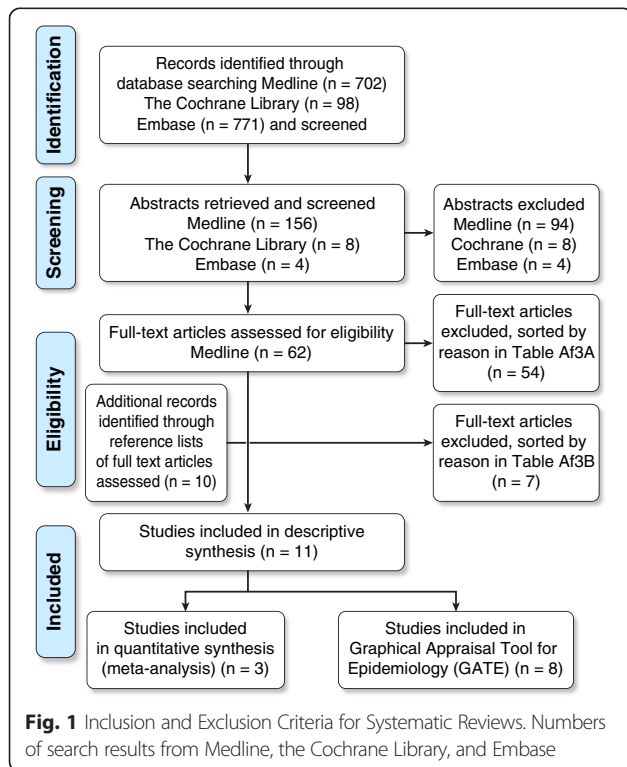 Identification
Records identified through
database searching Medline (n = 702)
The Cochrane Library (n = 98)
Embase (n = 771) and screened
Screening
Abstracts retrieved and screened
Medline (n = 156)
The Cochrane Library (n = 8)
Embase (n = 4)
Abstracts excluded
Medline (n = 94)
Cochrane (n = 8)
Embase (n = 4)
Eligibility
Full-text articles assessed for eligibility
Medline (n = 62)
Full-text articles
excluded, sorted by
reason in Table Af3A
(n = 54)
Additional records
identified through
reference lists
of full text articles
assessed (n = 10)
Full-text articles
excluded, sorted by
reason in Table Af3B
(n = 7)
Included
Studies included in descriptive
synthesis (n = 11)
Studies included
in quantitative synthesis
(meta-analysis) (n = 3)
Studies included in
Graphical Appraisal Tool for
Epidemiology (GATE) (n = 8)
Fig. 1 Inclusion and Exclusion Criteria for Systematic Reviews. Numbers
of search results from Medline, the Cochrane Library, and Embase